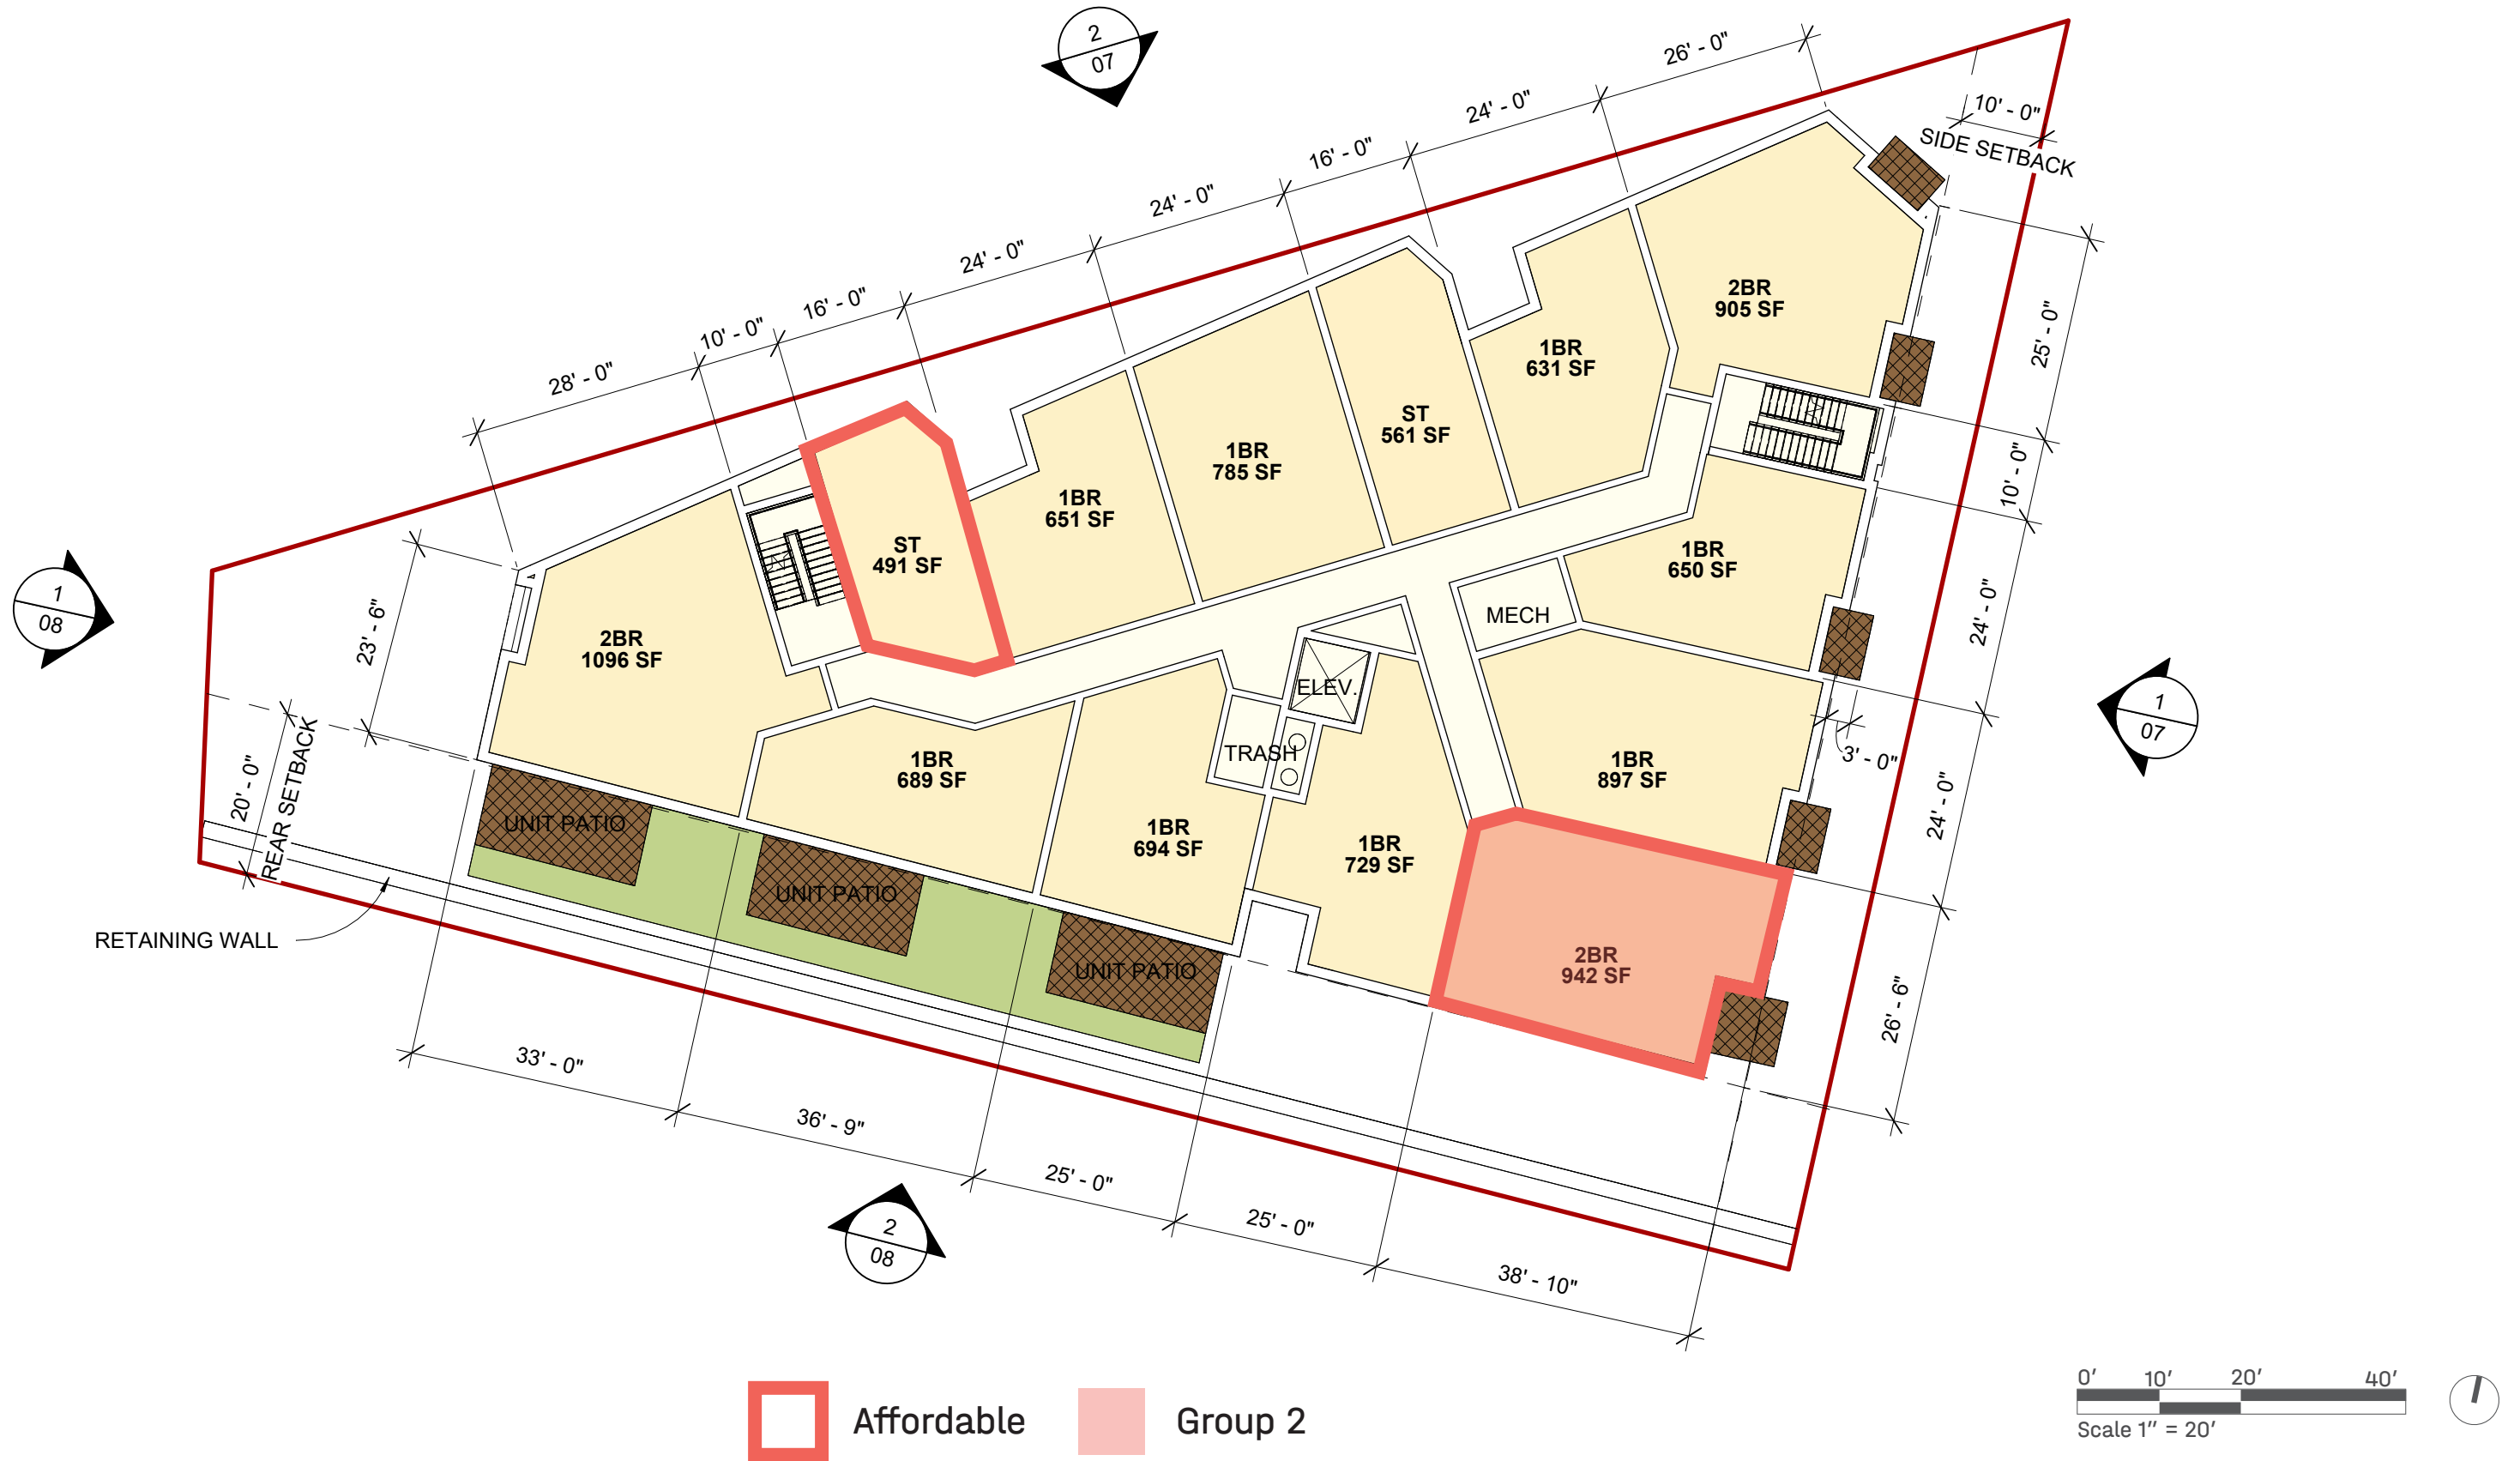 2
07
26' - 0"
24' - 0"
16' - 0"
24' - 0"
24' - 0"
16' - 0"
10' - 0"
28' - 0"
10' - 0"
SIDE SETBACK
25' - 0"
10' - 0"
24' - 0"
24' - 0"
26' - 6"
3' - 0"
1
07
1
08
23' - 6"
20' - 0"
REAR SETBACK
RETAINING WALL
2BR
905 SF
1BR
631 SF
ST
561 SF
1BR
785 SF
1BR
651 SF
ST
491 SF
2BR
1096 SF
1BR
650 SF
MECH
ELEV.
TRASH
1BR
689 SF
1BR
694 SF
1BR
729 SF
1BR
897 SF
2BR
942 SF
UNIT PATIO
UNIT PATIO
UNIT PATIO
33' - 0"
36' - 9"
25' - 0"
25' - 0"
38' - 10"
2
08
Affordable
Group 2
0' 10' 20' 40'
Scale 1" = 20'